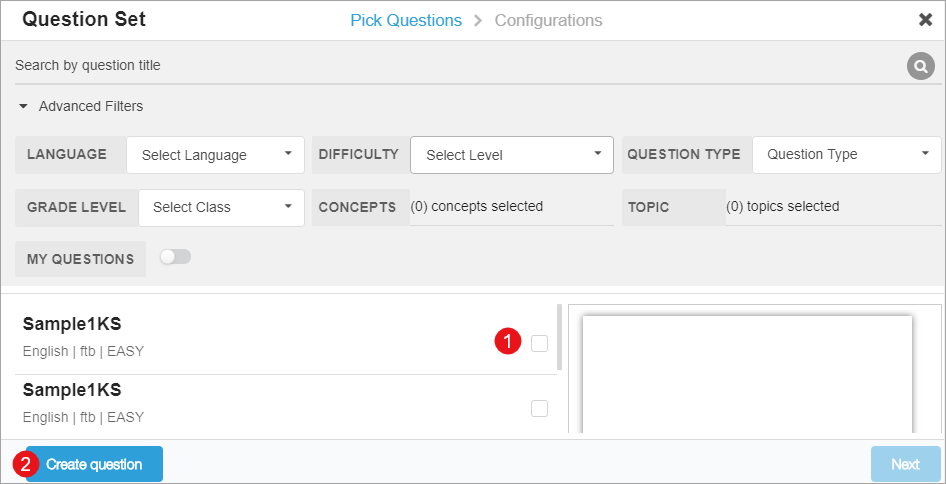 Question Set
Pick Questions > Configurations
Search by question title
Advanced Filters
LANGUAGE Select Language DIFFICULTY Select Level QUESTION TYPE Question Type
GRADE LEVEL Select Class CONCEPTS (0) concepts selected TOPIC (0) topics selected
MY QUESTIONS
Sample1KS
1
English | ftb | EASY
Sample1KS
English | ftb | EASY
2 Create question Next